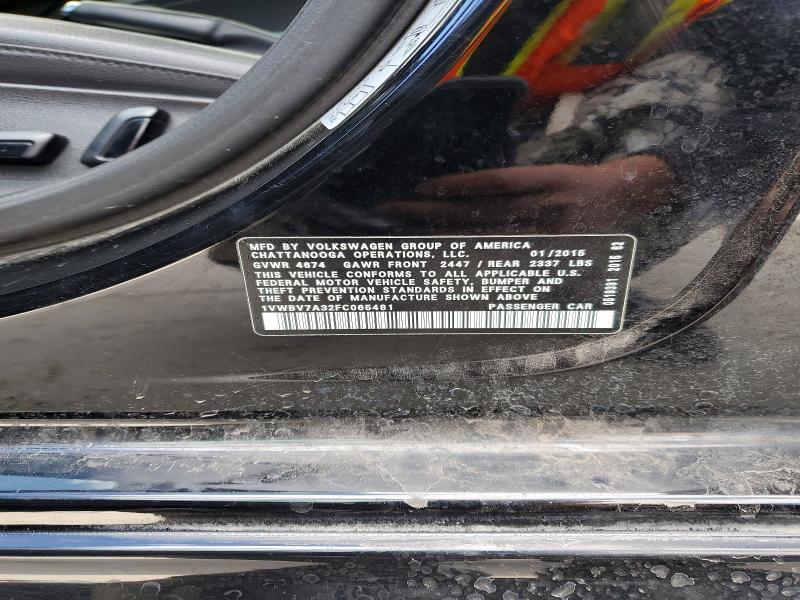 MFD BY VOLKSWAGEN GROUP OF AMERICA
CHATTANOOGA OPERATIONS, LLC. 01/2015
GVWR 4674 GAWR FRONT 2447 / REAR 2337 LBS
THIS VEHICLE CONFORMS TO ALL APPLICABLE U.S.
FEDERAL MOTOR VEHICLE SAFETY, BUMPER AND
THEFT PREVENTION STANDARDS IN EFFECT ON
THE DATE OF MANUFACTURE SHOWN ABOVE
1VWBV7A32FC065481 PASSENGER CAR